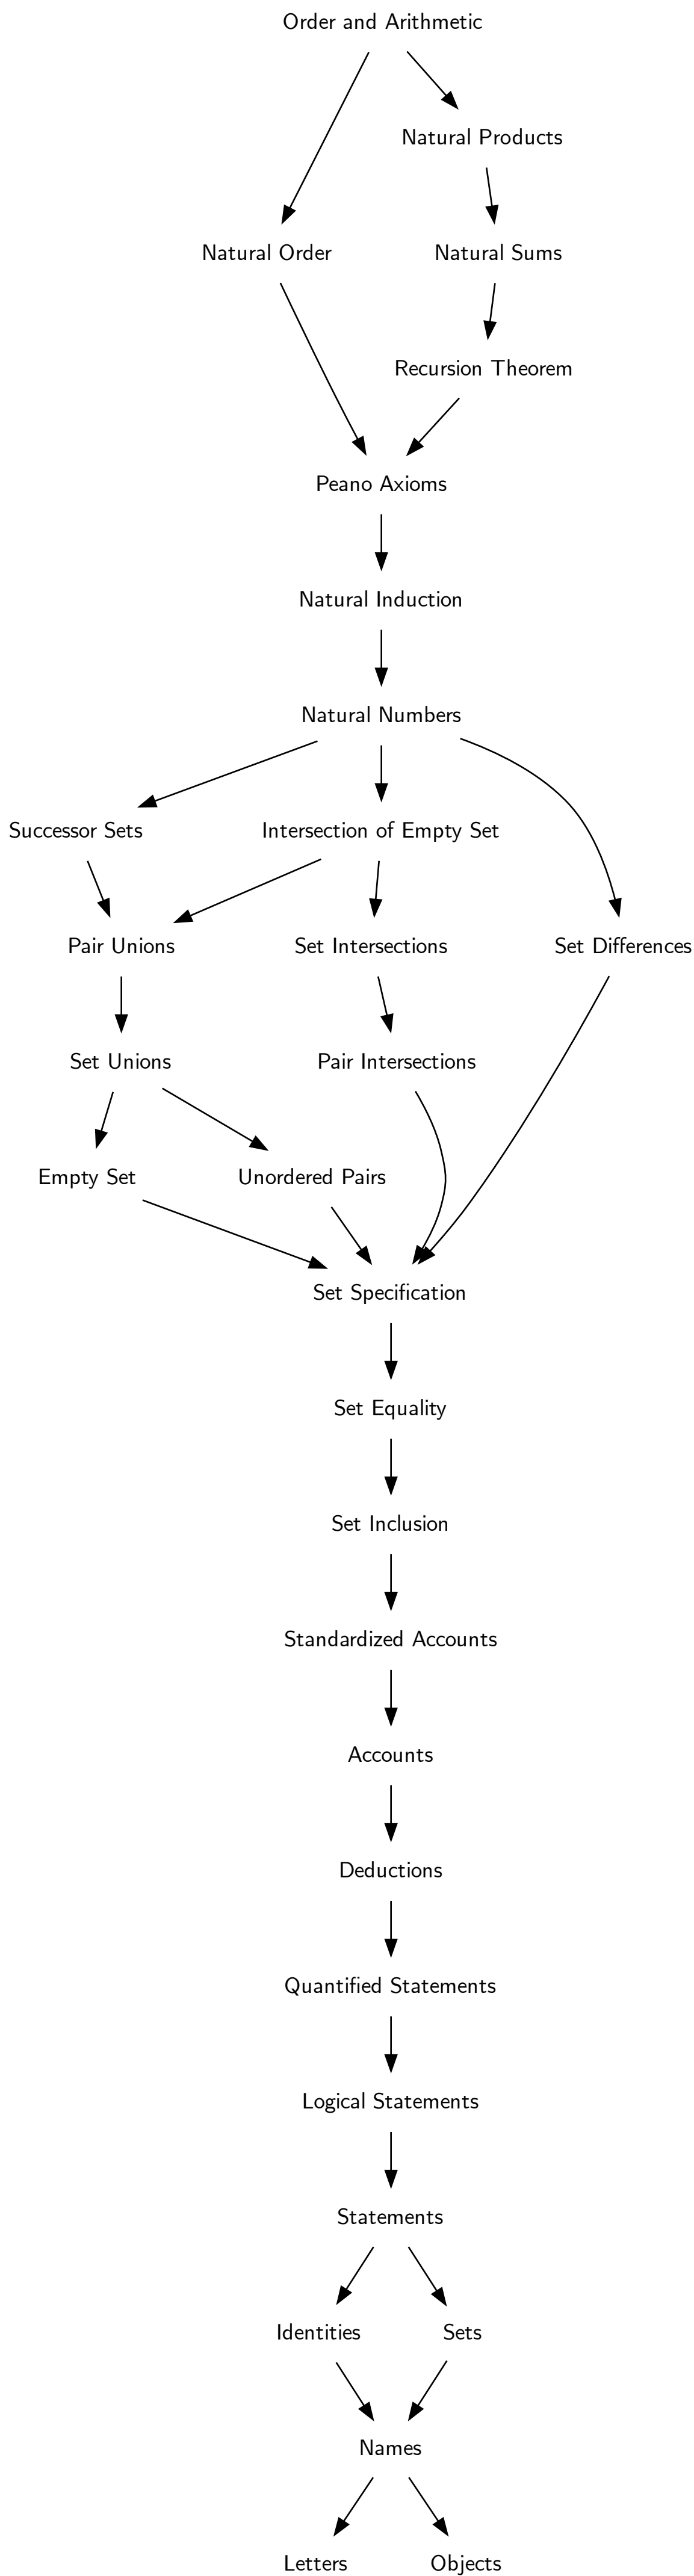 Order and Arithmetic
Natural Products
Natural Order
Natural Sums
Recursion Theorem
Peano Axioms
Natural Induction
Natural Numbers
Successor Sets
Intersection of Empty Set
Pair Unions
Set Intersections
Set Differences
Set Unions
Pair Intersections
Empty Set
Unordered Pairs
Set Specification
Set Equality
Set Inclusion
Standardized Accounts
Accounts
Deductions
Quantified Statements
Logical Statements
Statements
Identities
Sets
Names
Letters
Objects